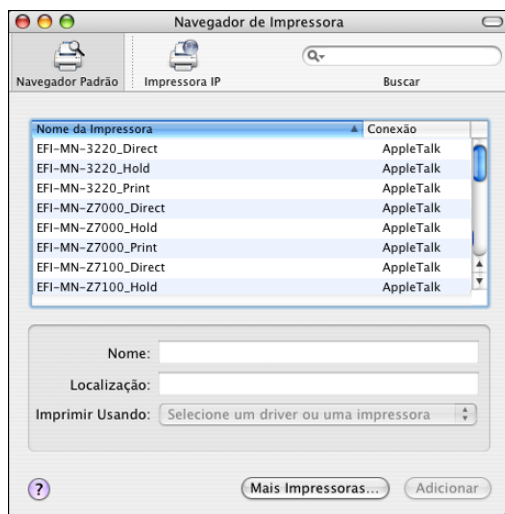 Navegador de Impressora
Navegador Padrão Impressora IP Buscar
Nome da Impressora Conexão
EFI-MN-3220_Direct AppleTalk
EFI-MN-3220_Hold AppleTalk
EFI-MN-3220_Print AppleTalk
EFI-MN-Z7000_Direct AppleTalk
EFI-MN-Z7000_Hold AppleTalk
EFI-MN-Z7000_Print AppleTalk
EFI-MN-Z7100_Direct AppleTalk
EFI-MN-Z7100_Hold AppleTalk
Nome:
Localização:
Imprimir Usando: Selecione um driver ou uma impressora
? Mais Impressoras... Adicionar